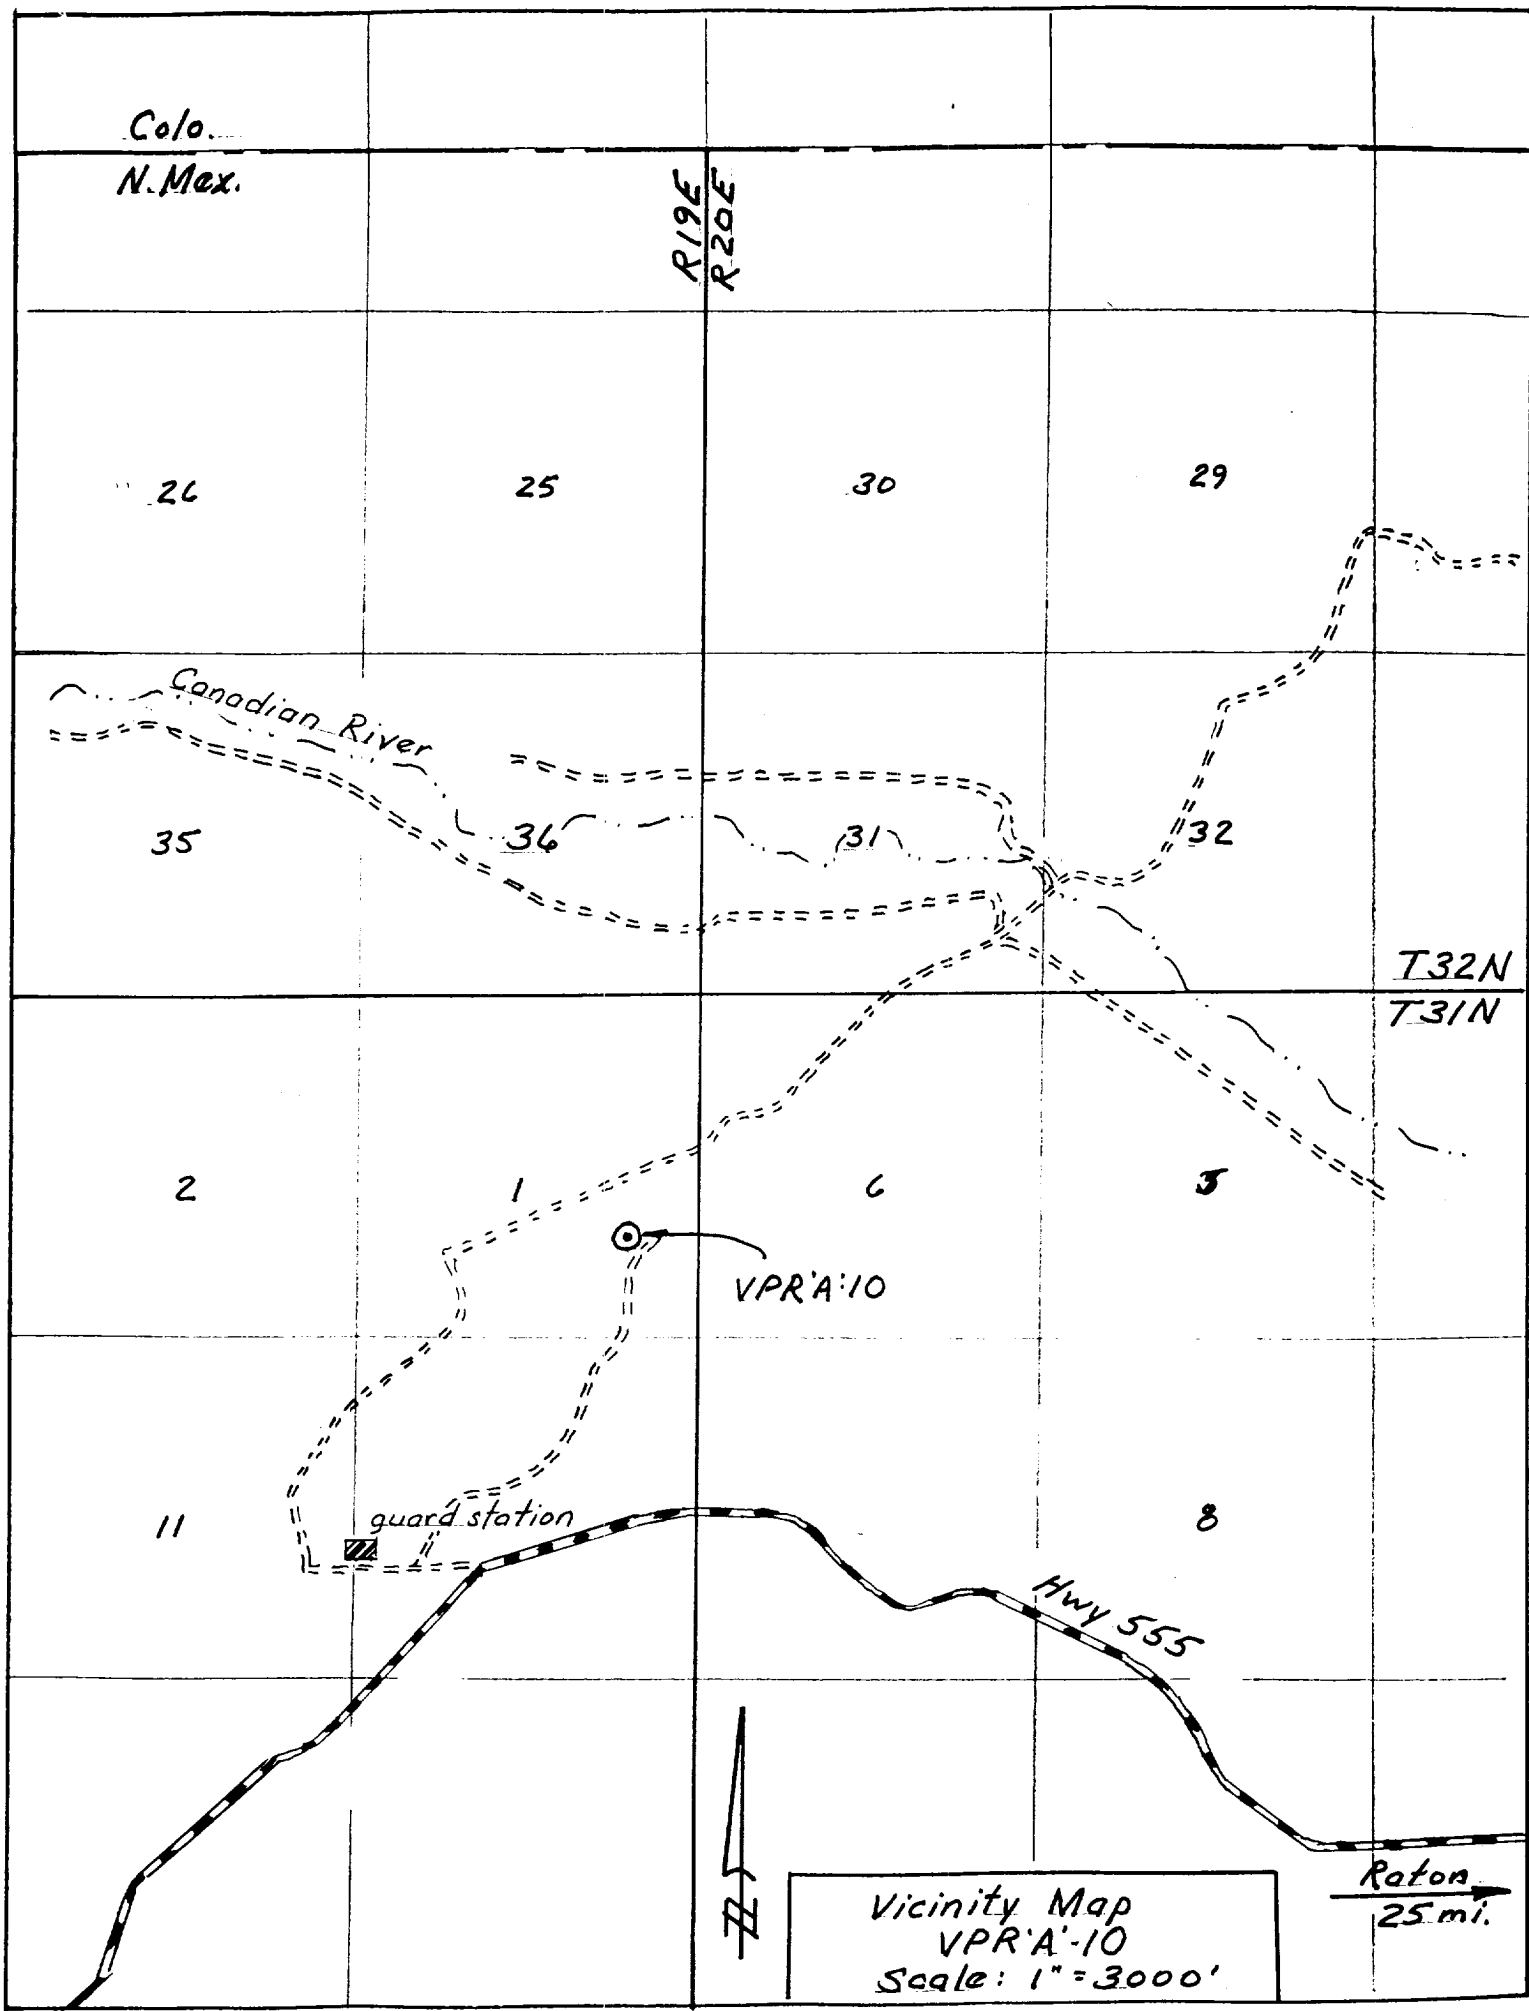 Colo.
N. Mex.
R19E
R20E
26
25
30
29
Canadian River
35
36
31
32
T32N
T31N
2
1
6
5
VPR'A'-10
11
guard station
8
Hwy 555
Raton
25 mi.
Vicinity Map
VPR'A'-10
Scale: 1" = 3000'